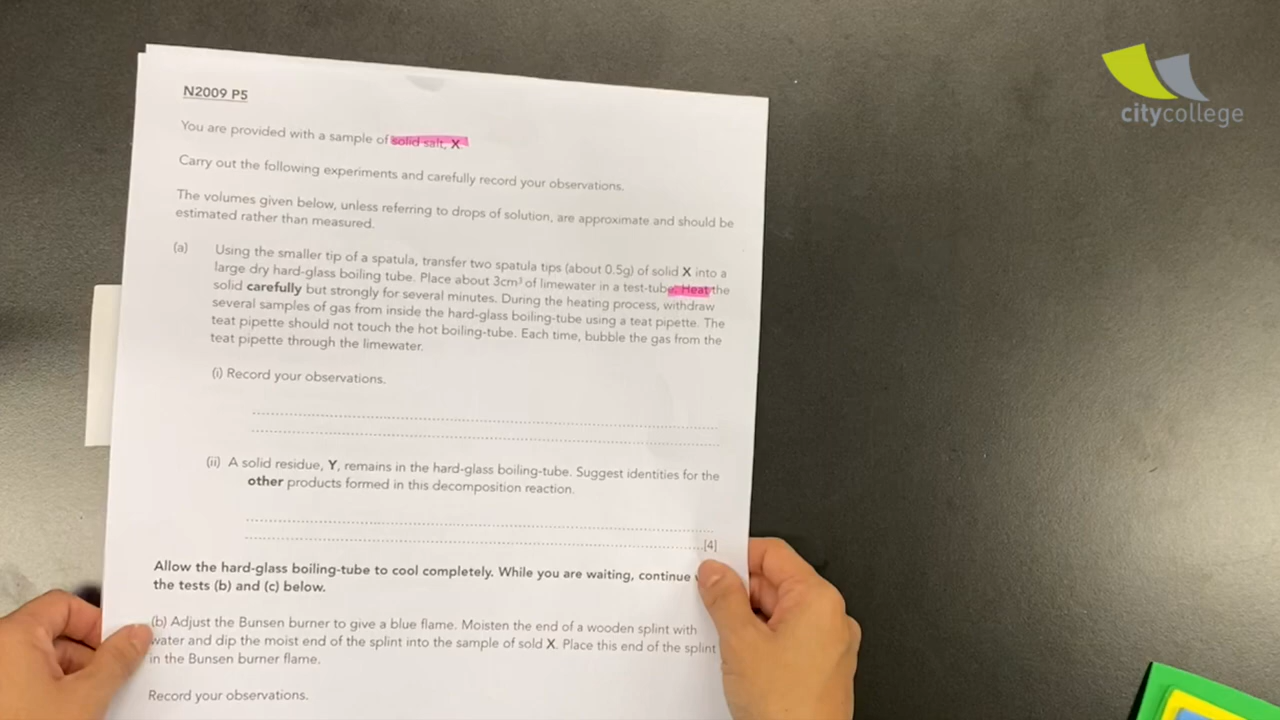 citycollege
N2009 P5
You are provided with a sample of solid salt, X.
Carry out the following experiments and carefully record your observations.
The volumes given below, unless referring to drops of solution, are approximate and should be
estimated rather than measured.
(a) Using the smaller tip of a spatula, transfer two spatula tips (about 0.5g) of solid X into a
large dry hard-glass boiling tube. Place about 3cm³ of limewater in a test-tube. Heat the
solid carefully but strongly for several minutes. During the heating process, withdraw
several samples of gas from inside the hard-glass boiling-tube using a teat pipette. The
teat pipette should not touch the hot boiling-tube. Each time, bubble the gas from the
teat pipette through the limewater.
(i) Record your observations.
(ii) A solid residue, Y, remains in the hard-glass boiling-tube. Suggest identities for the
other products formed in this decomposition reaction.
[4]
Allow the hard-glass boiling-tube to cool completely. While you are waiting, continue
the tests (b) and (c) below.
(b) Adjust the Bunsen burner to give a blue flame. Moisten the end of a wooden splint with
water and dip the moist end of the splint into the sample of sold X. Place this end of the splint
in the Bunsen burner flame.
Record your observations.